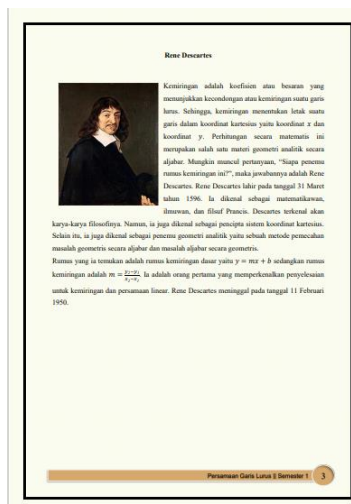 Rene Descartes
Kemiringan adalah koefisien atau besaran yang
menunjukkan kecondongan atau kemiringan suatu garis
lurus. Sehingga, kemiringan menentukan letak suatu
garis dalam koordinat kartesius yaitu koordinat x dan
koordinat y. Perhitungan secara matematis ini
merupakan salah satu materi geometri analitik secara
aljabar. Mungkin muncul pertanyaan, “Siapa penemu
rumus kemiringan ini?”, maka jawabannya adalah Rene
Descartes. Rene Descartes lahir pada tanggal 31 Maret
tahun 1596. Ia dikenal sebagai matematikawan,
ilmuwan, dan filsuf Prancis. Descartes terkenal akan
karya-karya filosofinya. Namun, ia juga dikenal sebagai pencipta sistem koordinat kartesius.
Selain itu, ia juga dikenal sebagai penemu geometri analitik yaitu sebuah metode pemecahan
masalah geometris secara aljabar dan masalah aljabar secara geometris.
Rumus yang ia temukan adalah rumus kemiringan dasar yaitu y = mx + b sedangkan rumus
kemiringan adalah m = (y₂−y₁)/(x₂−x₁). Ia adalah orang pertama yang memperkenalkan penyelesaian
untuk kemiringan dan persamaan linear. Rene Descartes meninggal pada tanggal 11 Februari
1950.
Persamaan Garis Lurus || Semester 1 3